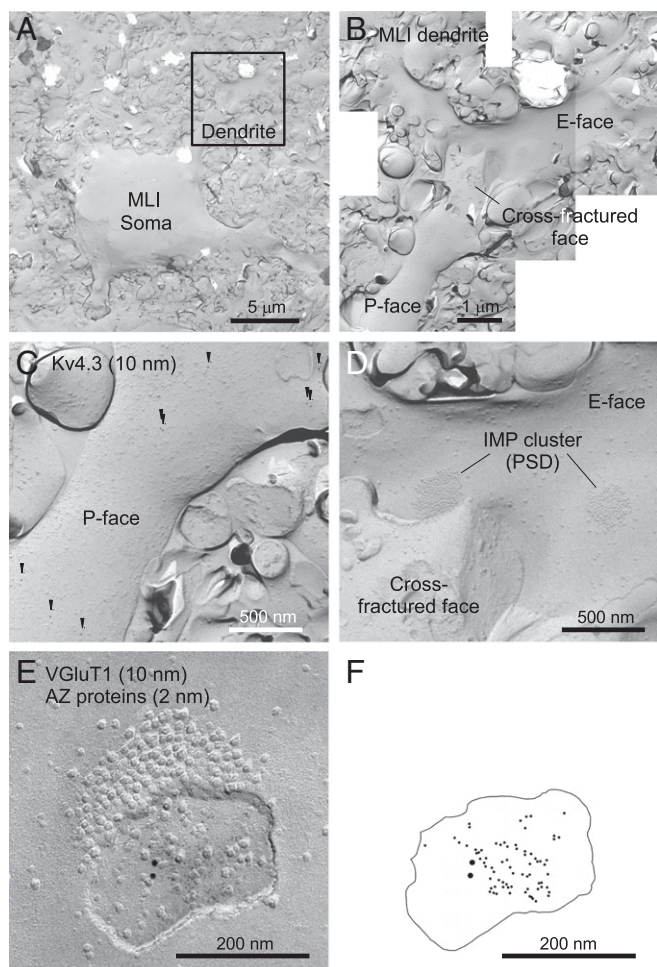 A
Dendrite
MLI
Soma
5 μm
B
MLI dendrite
E-face
Cross-fractured
face
P-face
1 μm
C
Kv4.3 (10 nm)
P-face
500 nm
D
E-face
IMP cluster
(PSD)
Cross-
fractured face
500 nm
E
VGluT1 (10 nm)
AZ proteins (2 nm)
200 nm
F
200 nm